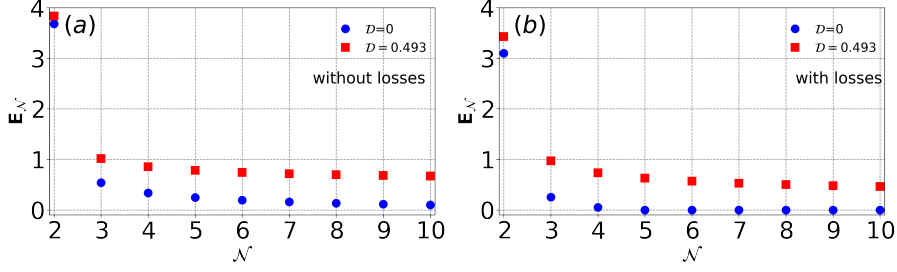 (a)
𝒟=0
𝒟 = 0.493
without losses
E𝒩
4
3
2
1
0
2 3 4 5 6 7 8 9 10
𝒩
(b)
𝒟=0
𝒟 = 0.493
with losses
E𝒩
4
3
2
1
0
2 3 4 5 6 7 8 9 10
𝒩